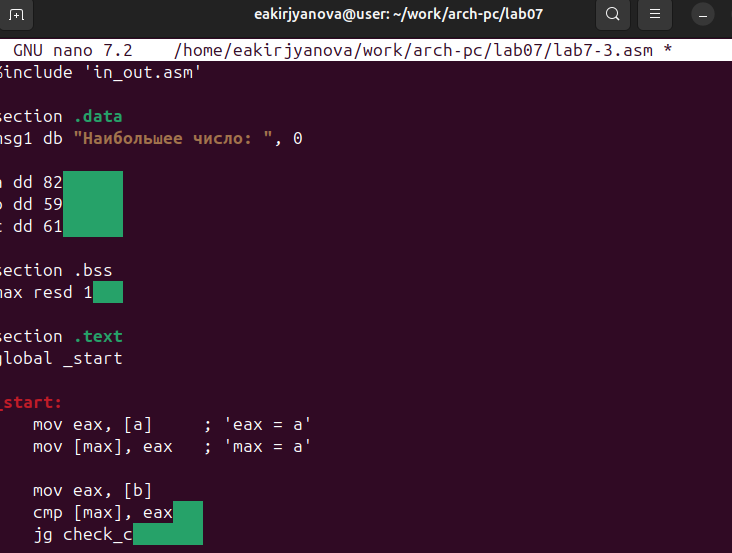 eakirjyanova@user: ~/work/arch-pc/lab07
GNU nano 7.2 /home/eakirjyanova/work/arch-pc/lab07/lab7-3.asm *
%include 'in_out.asm'
section .data
msg1 db "Наибольшее число: ", 0
a dd 82
b dd 59
c dd 61
section .bss
max resd 1
section .text
global _start
_start:
mov eax, [a] ; 'eax = a'
mov [max], eax ; 'max = a'
mov eax, [b]
cmp [max], eax
jg check_c